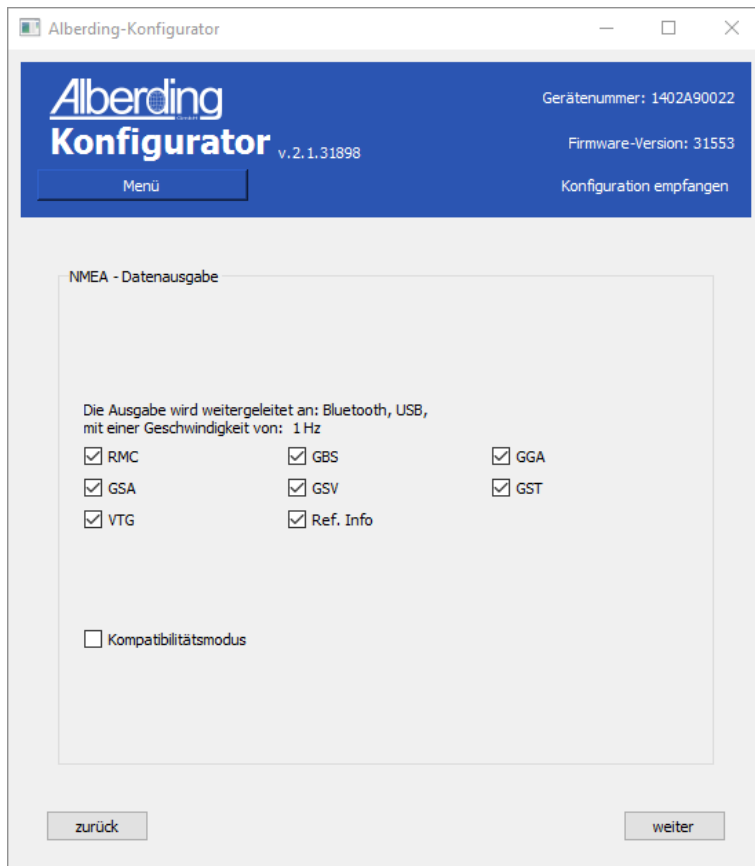 Alberding-Konfigurator
Alberding
Konfigurator v.2.1.31898
Menü
Gerätenummer: 1402A90022
Firmware-Version: 31553
Konfiguration empfangen
NMEA - Datenausgabe
Die Ausgabe wird weitergeleitet an: Bluetooth, USB,
mit einer Geschwindigkeit von: 1 Hz
RMC GBS GGA
GSA GSV GST
VTG Ref. Info
Kompatibilitätsmodus
zurück weiter